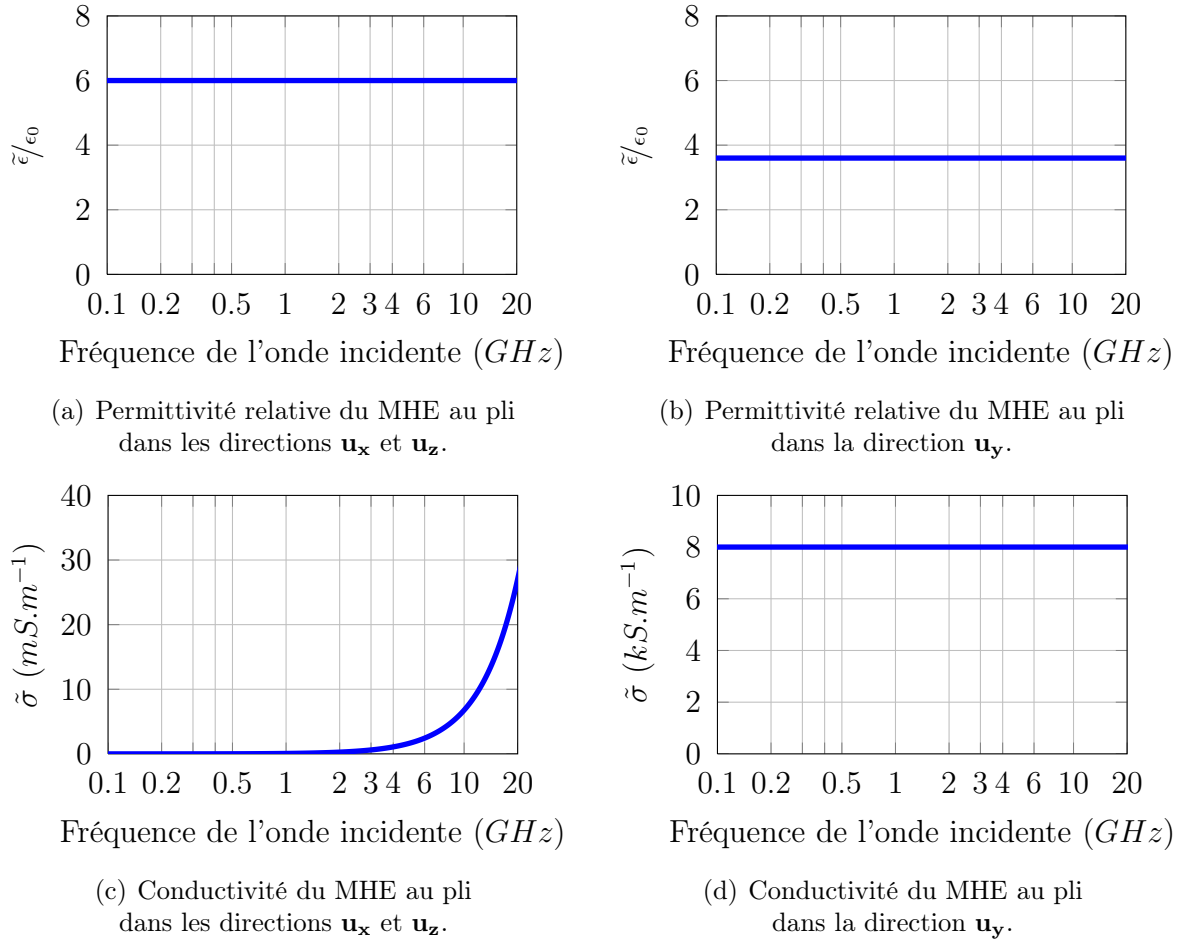 8
6
4
2
0
ϵ̃/ϵ0
0.1 0.2 0.5 1 2 3 4 6 10 20
Fréquence de l'onde incidente (GHz)
(a) Permittivité relative du MHE au pli
dans les directions ux et uz.
8
6
4
2
0
ϵ̃/ϵ0
0.1 0.2 0.5 1 2 3 4 6 10 20
Fréquence de l'onde incidente (GHz)
(b) Permittivité relative du MHE au pli
dans la direction uy.
40
30
20
10
0
σ̃ (mS.m−1)
0.1 0.2 0.5 1 2 3 4 6 10 20
Fréquence de l'onde incidente (GHz)
(c) Conductivité du MHE au pli
dans les directions ux et uz.
10
8
6
4
2
0
σ̃ (kS.m−1)
0.1 0.2 0.5 1 2 3 4 6 10 20
Fréquence de l'onde incidente (GHz)
(d) Conductivité du MHE au pli
dans la direction uy.